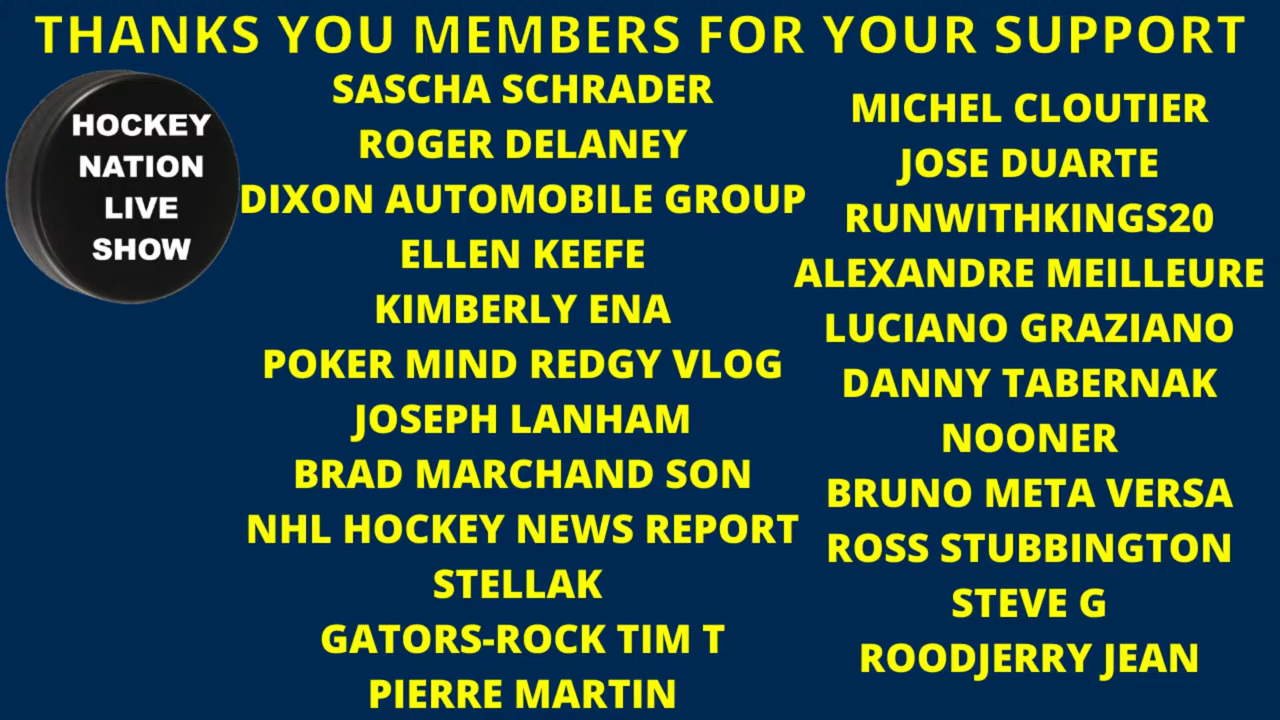 THANKS YOU MEMBERS FOR YOUR SUPPORT
HOCKEY
NATION
LIVE
SHOW
SASCHA SCHRADER
ROGER DELANEY
DIXON AUTOMOBILE GROUP
ELLEN KEEFE
KIMBERLY ENA
POKER MIND REDGY VLOG
JOSEPH LANHAM
BRAD MARCHAND SON
NHL HOCKEY NEWS REPORT
STELLAK
GATORS-ROCK TIM T
PIERRE MARTIN
MICHEL CLOUTIER
JOSE DUARTE
RUNWITHKINGS20
ALEXANDRE MEILLEURE
LUCIANO GRAZIANO
DANNY TABERNAK
NOONER
BRUNO META VERSA
ROSS STUBBINGTON
STEVE G
ROODJERRY JEAN